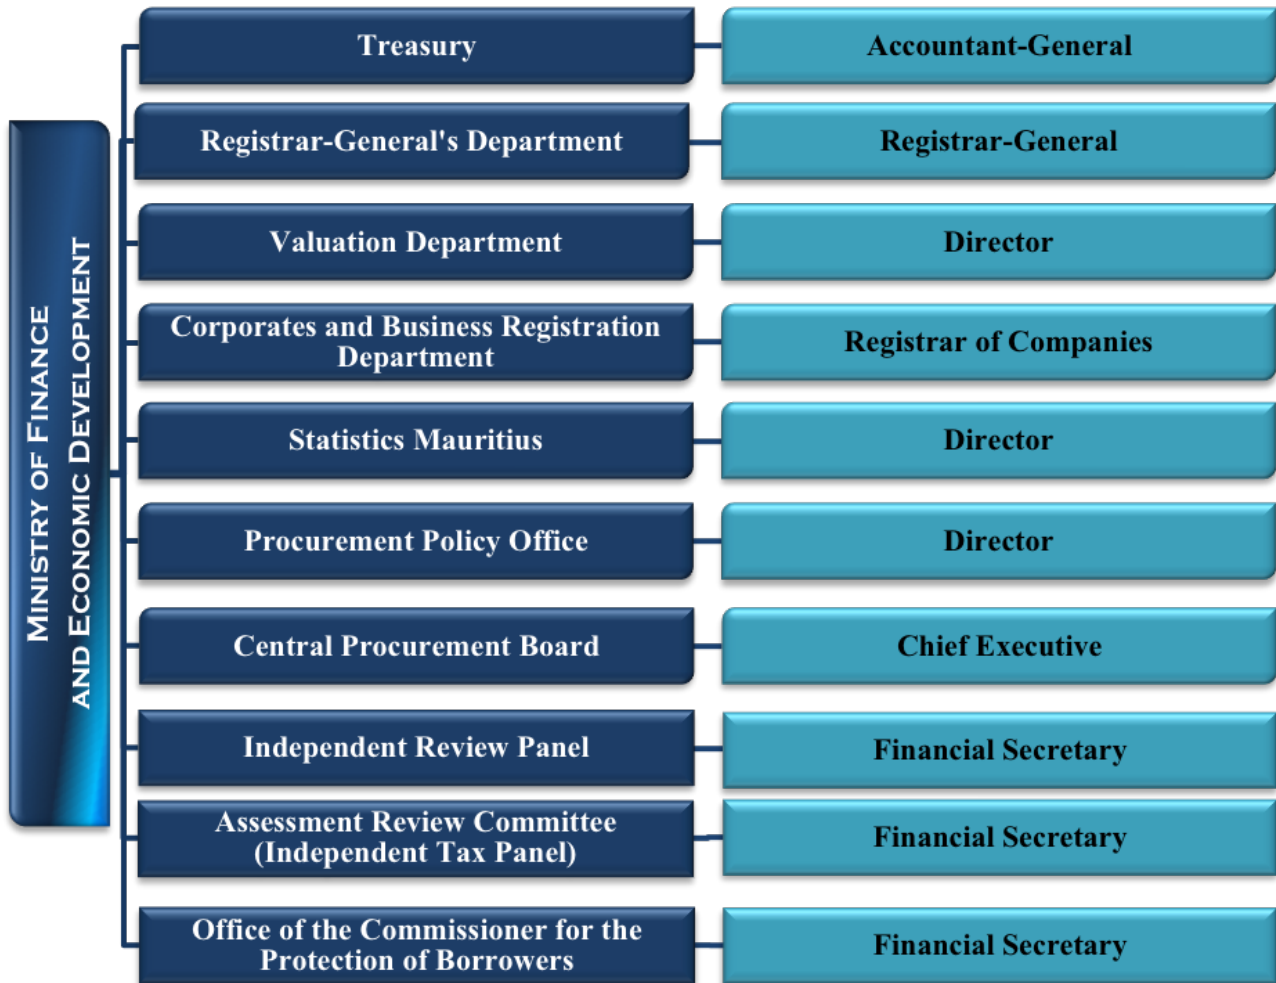 MINISTRY OF FINANCE
AND ECONOMIC DEVELOPMENT
Treasury
Accountant-General
Registrar-General's Department
Registrar-General
Valuation Department
Director
Corporates and Business Registration
Department
Registrar of Companies
Statistics Mauritius
Director
Procurement Policy Office
Director
Central Procurement Board
Chief Executive
Independent Review Panel
Financial Secretary
Assessment Review Committee
(Independent Tax Panel)
Financial Secretary
Office of the Commissioner for the
Protection of Borrowers
Financial Secretary